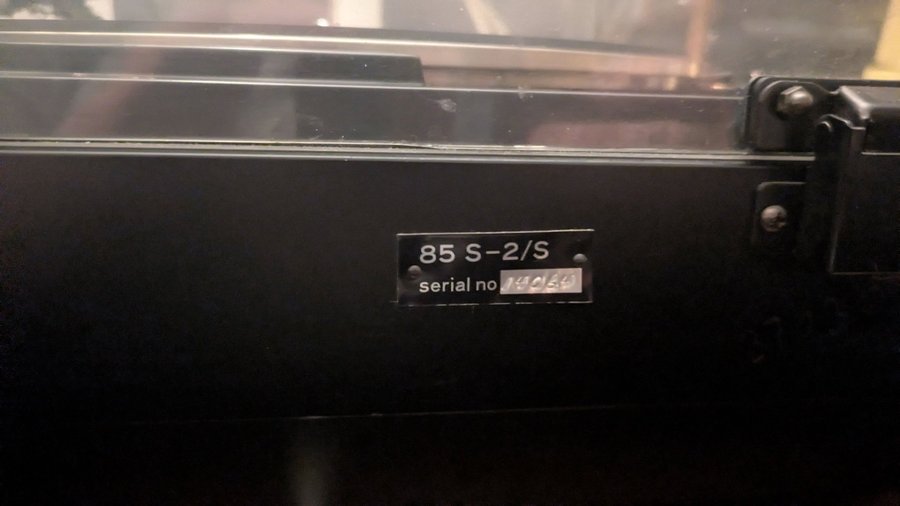 85 S-2/S
serial no